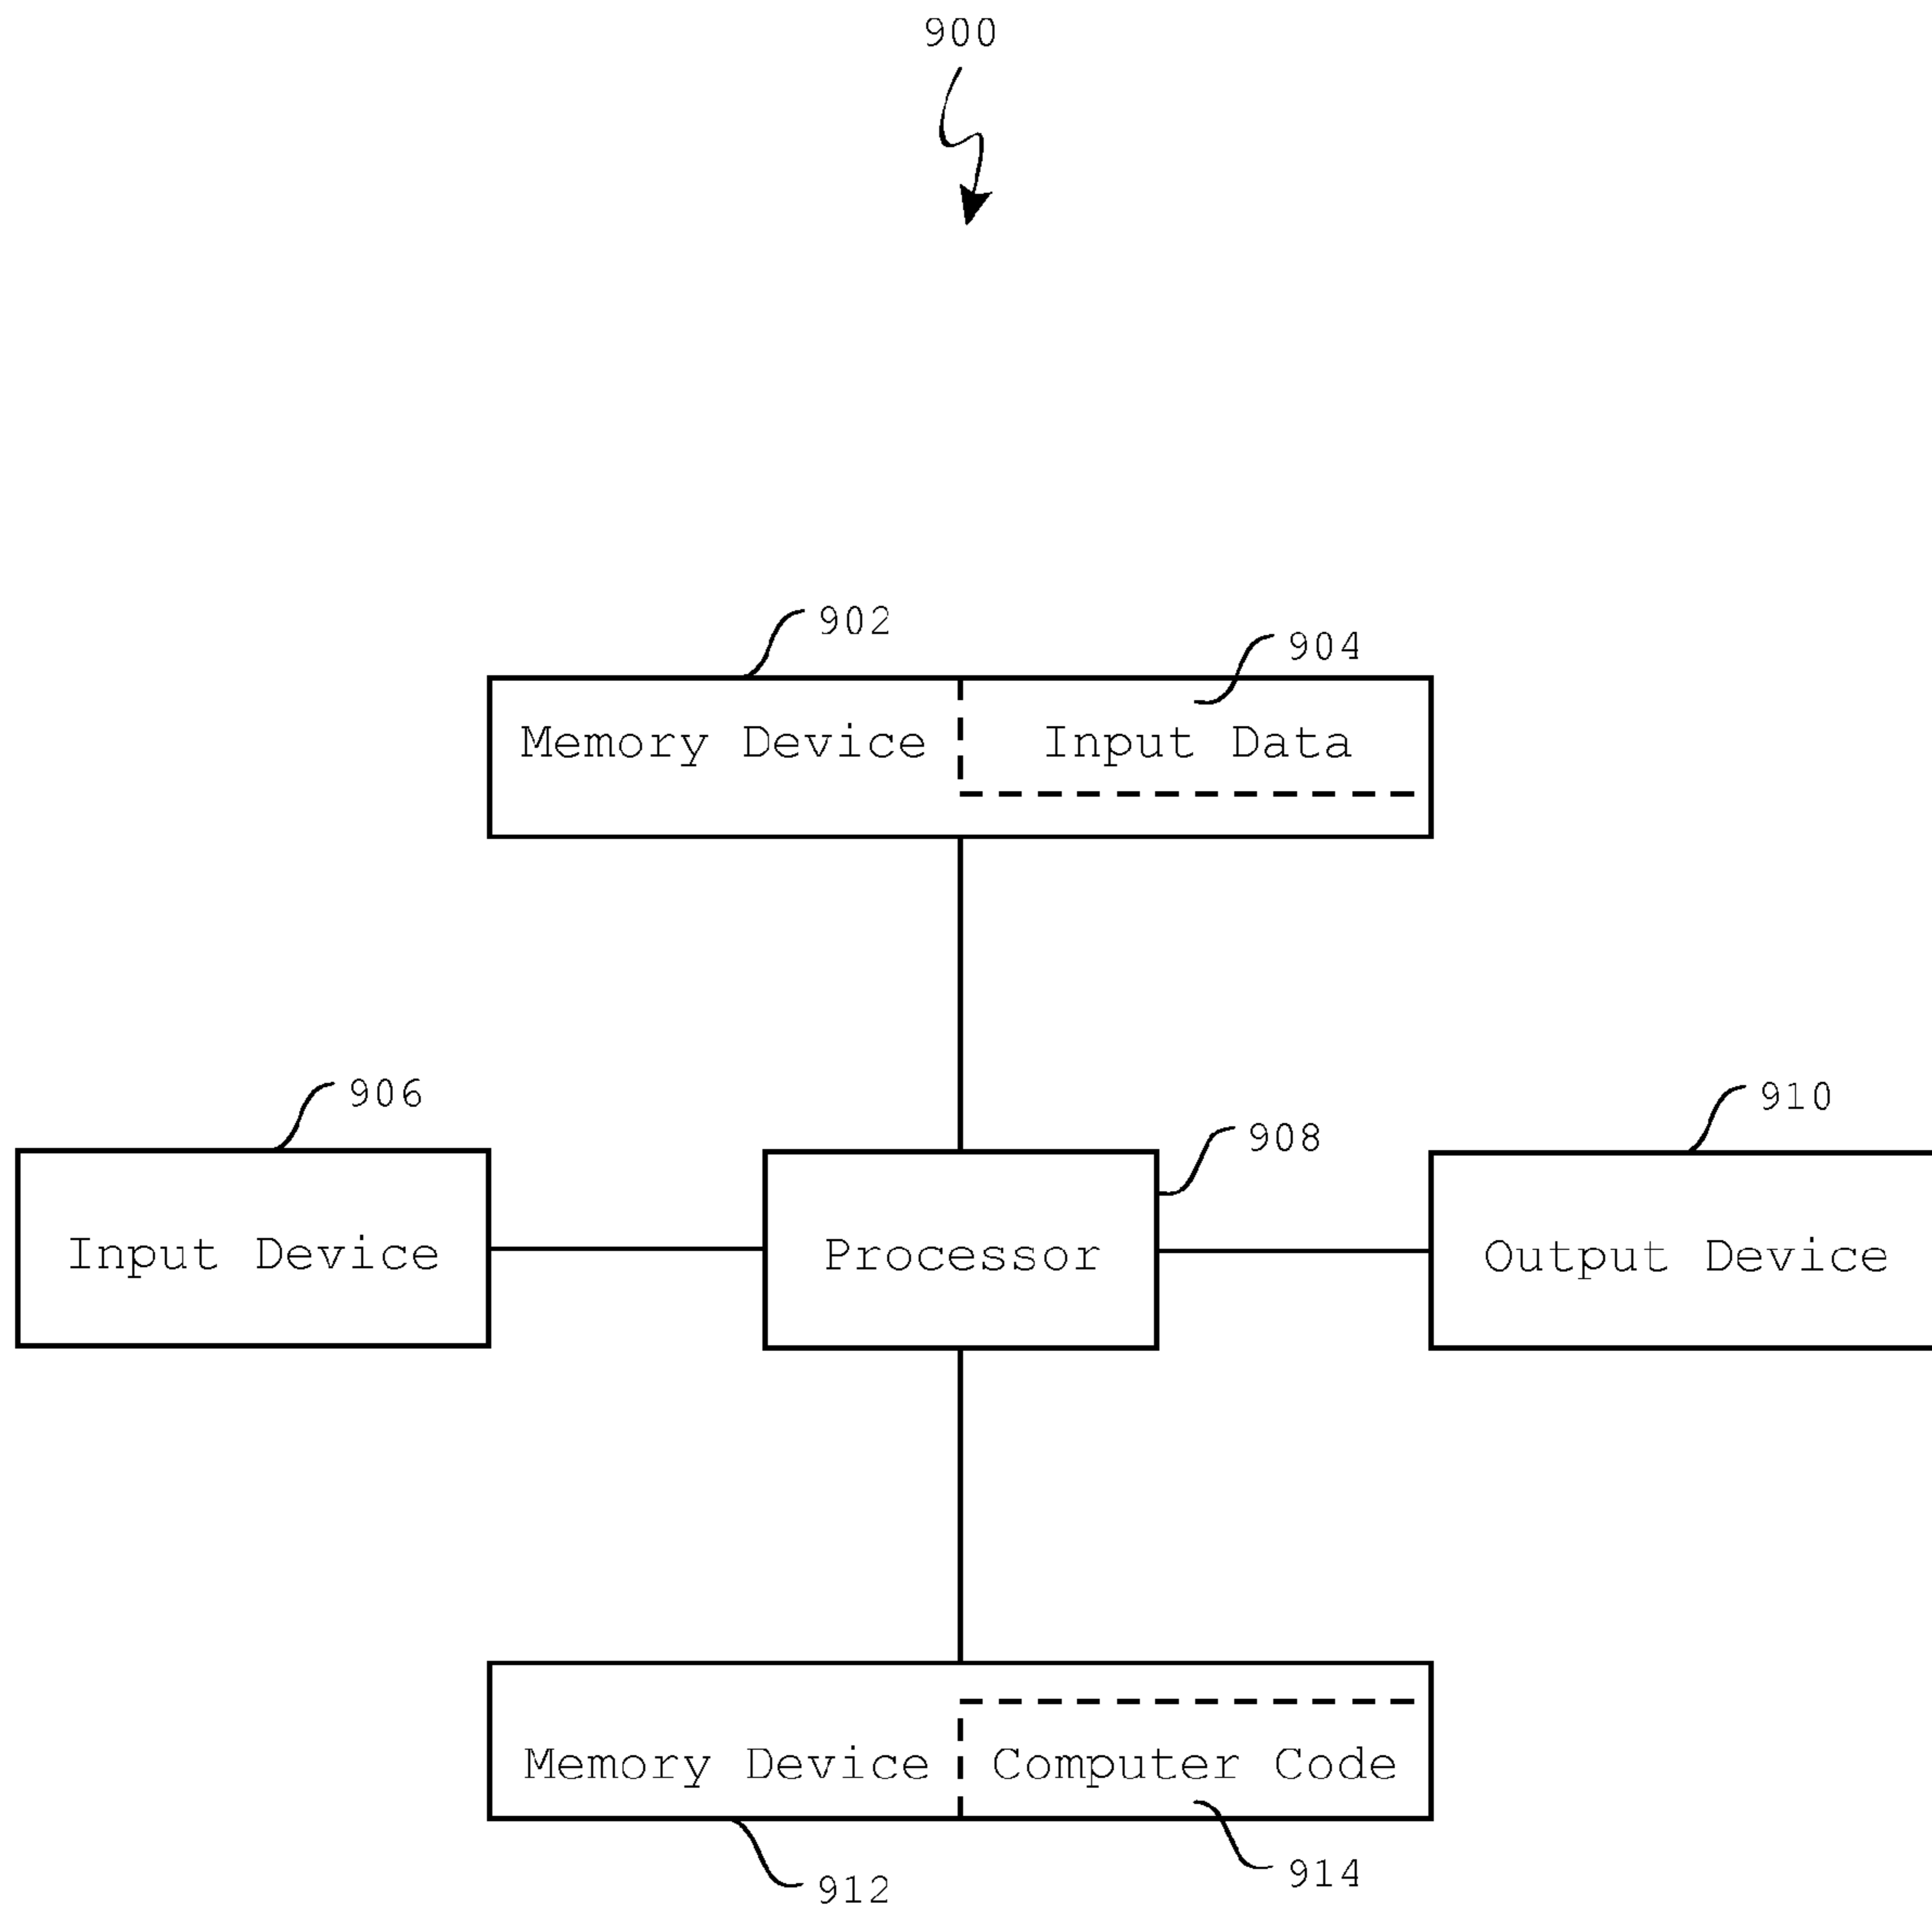 900
902
904
Memory Device
Input Data
906
908
910
Input Device
Processor
Output Device
Memory Device
Computer Code
912
914